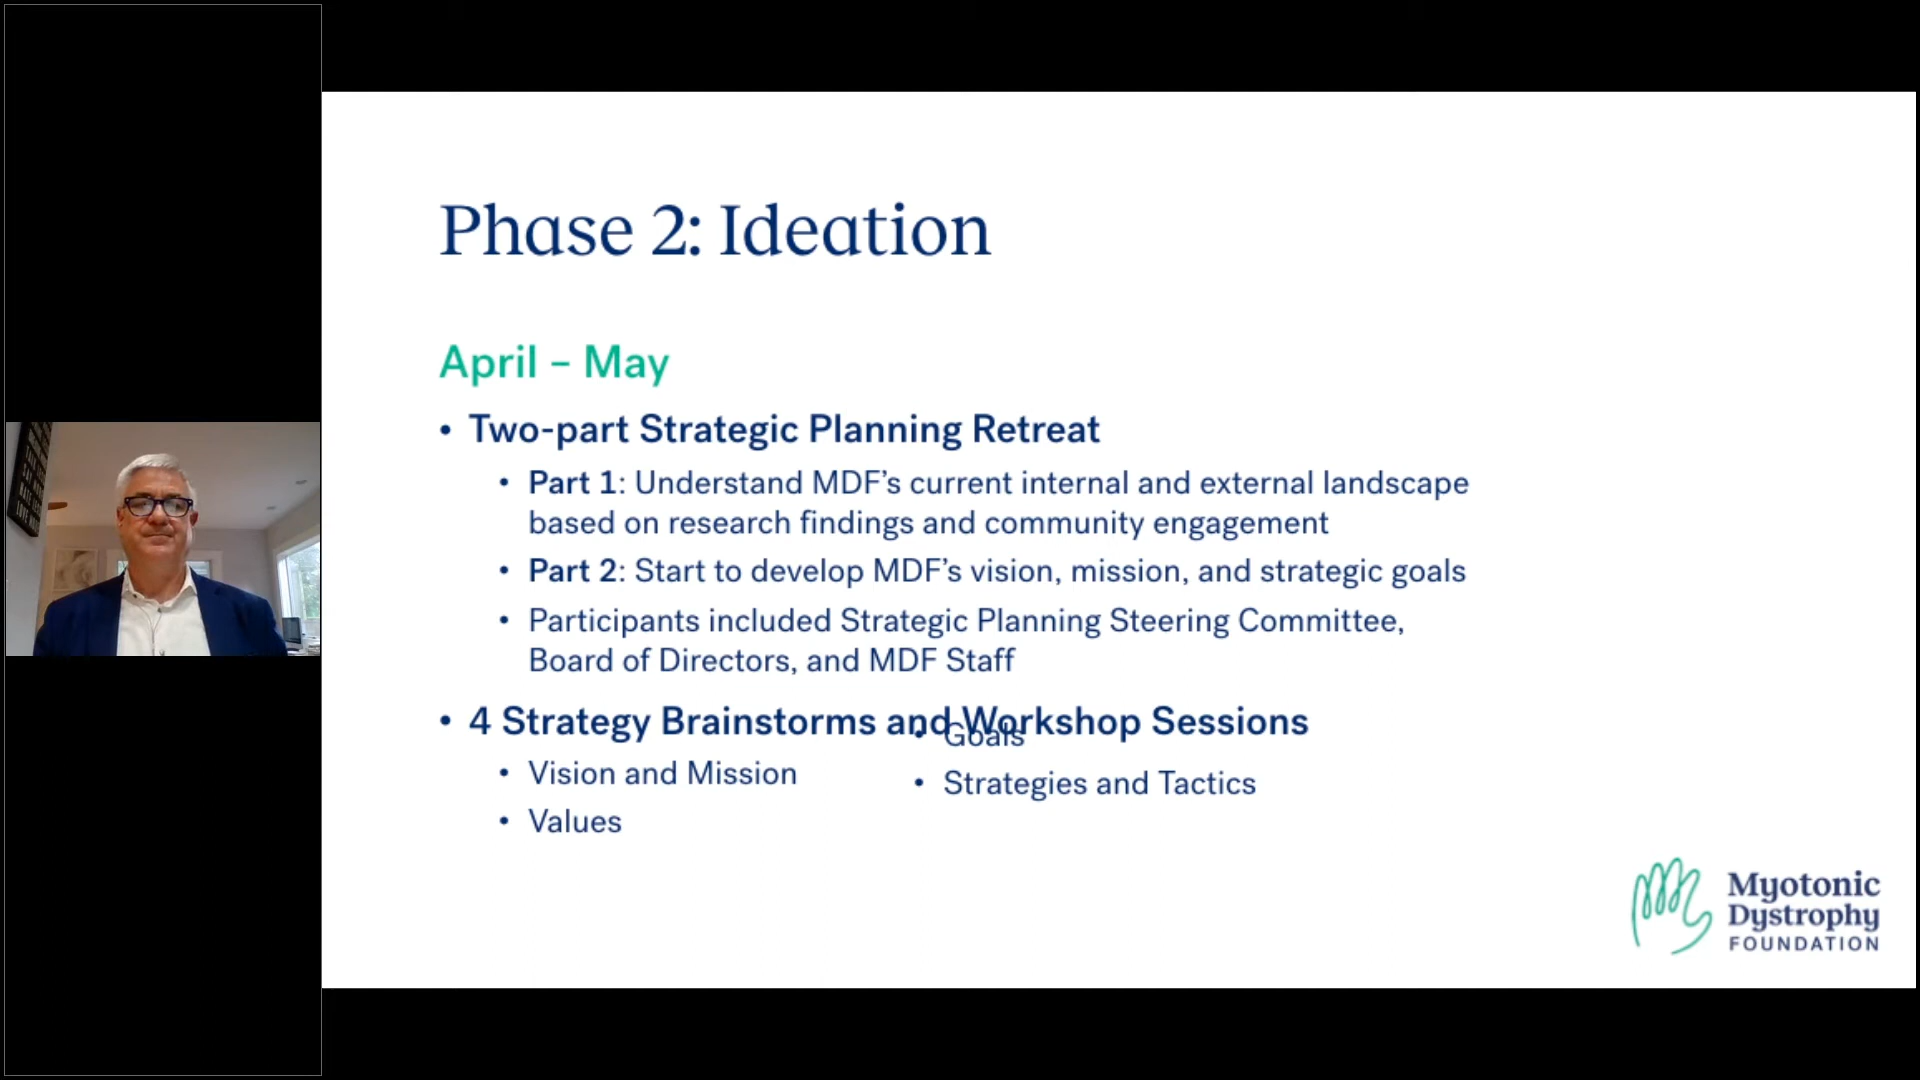 Phase 2: Ideation
April – May
• Two-part Strategic Planning Retreat
• Part 1: Understand MDF’s current internal and external landscape
based on research findings and community engagement
• Part 2: Start to develop MDF’s vision, mission, and strategic goals
• Participants included Strategic Planning Steering Committee,
Board of Directors, and MDF Staff
• 4 Strategy Brainstorms and Workshop Sessions
• Vision and Mission
• Values
• Goals
• Strategies and Tactics
Myotonic
Dystrophy
FOUNDATION